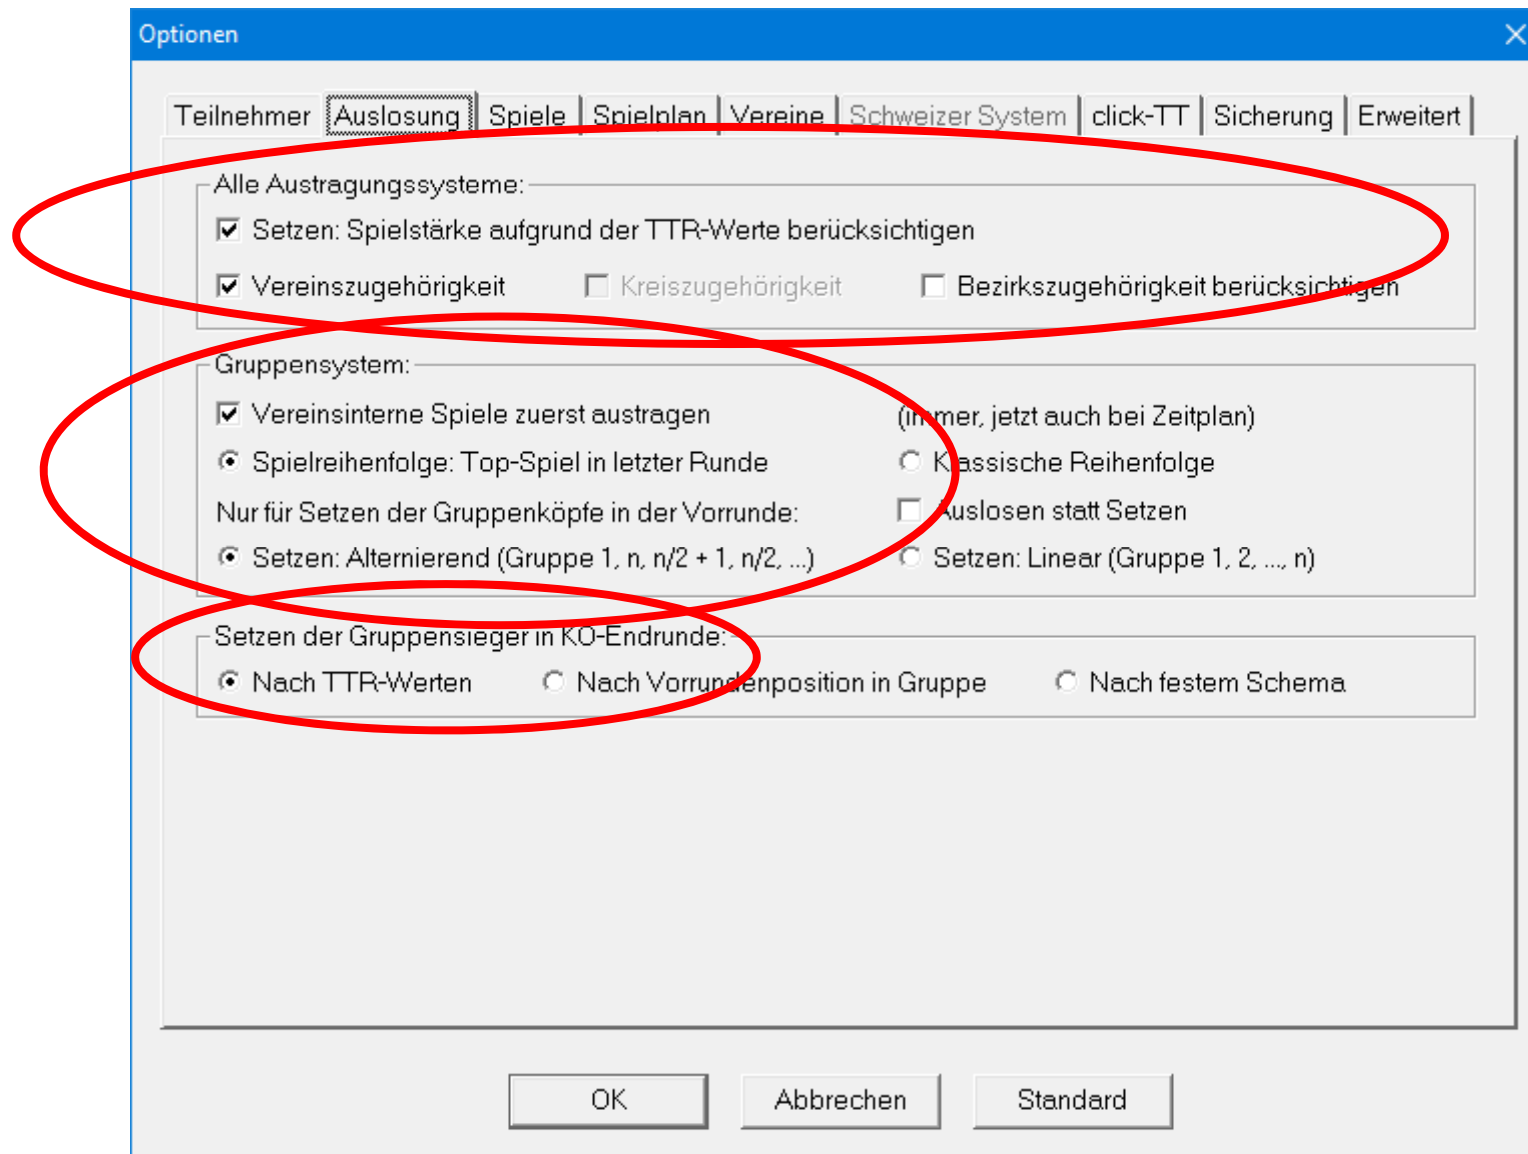 Optionen
Teilnehmer Auslosung Spiele Spielplan Vereine Schweizer System click-TT Sicherung Erweitert
Alle Austragungssysteme:
Setzen: Spielstärke aufgrund der TTR-Werte berücksichtigen
Vereinszugehörigkeit Kreiszugehörigkeit Bezirkszugehörigkeit berücksichtigen
Gruppensystem:
Vereinsinterne Spiele zuerst austragen (immer, jetzt auch bei Zeitplan)
Spielreihenfolge: Top-Spiel in letzter Runde Klassische Reihenfolge
Nur für Setzen der Gruppenköpfe in der Vorrunde: Auslosen statt Setzen
Setzen: Alternierend (Gruppe 1, n, n/2 + 1, n/2, ...) Setzen: Linear (Gruppe 1, 2, ..., n)
Setzen der Gruppensieger in KO-Endrunde:
Nach TTR-Werten Nach Vorrundenposition in Gruppe Nach festem Schema
OK Abbrechen Standard